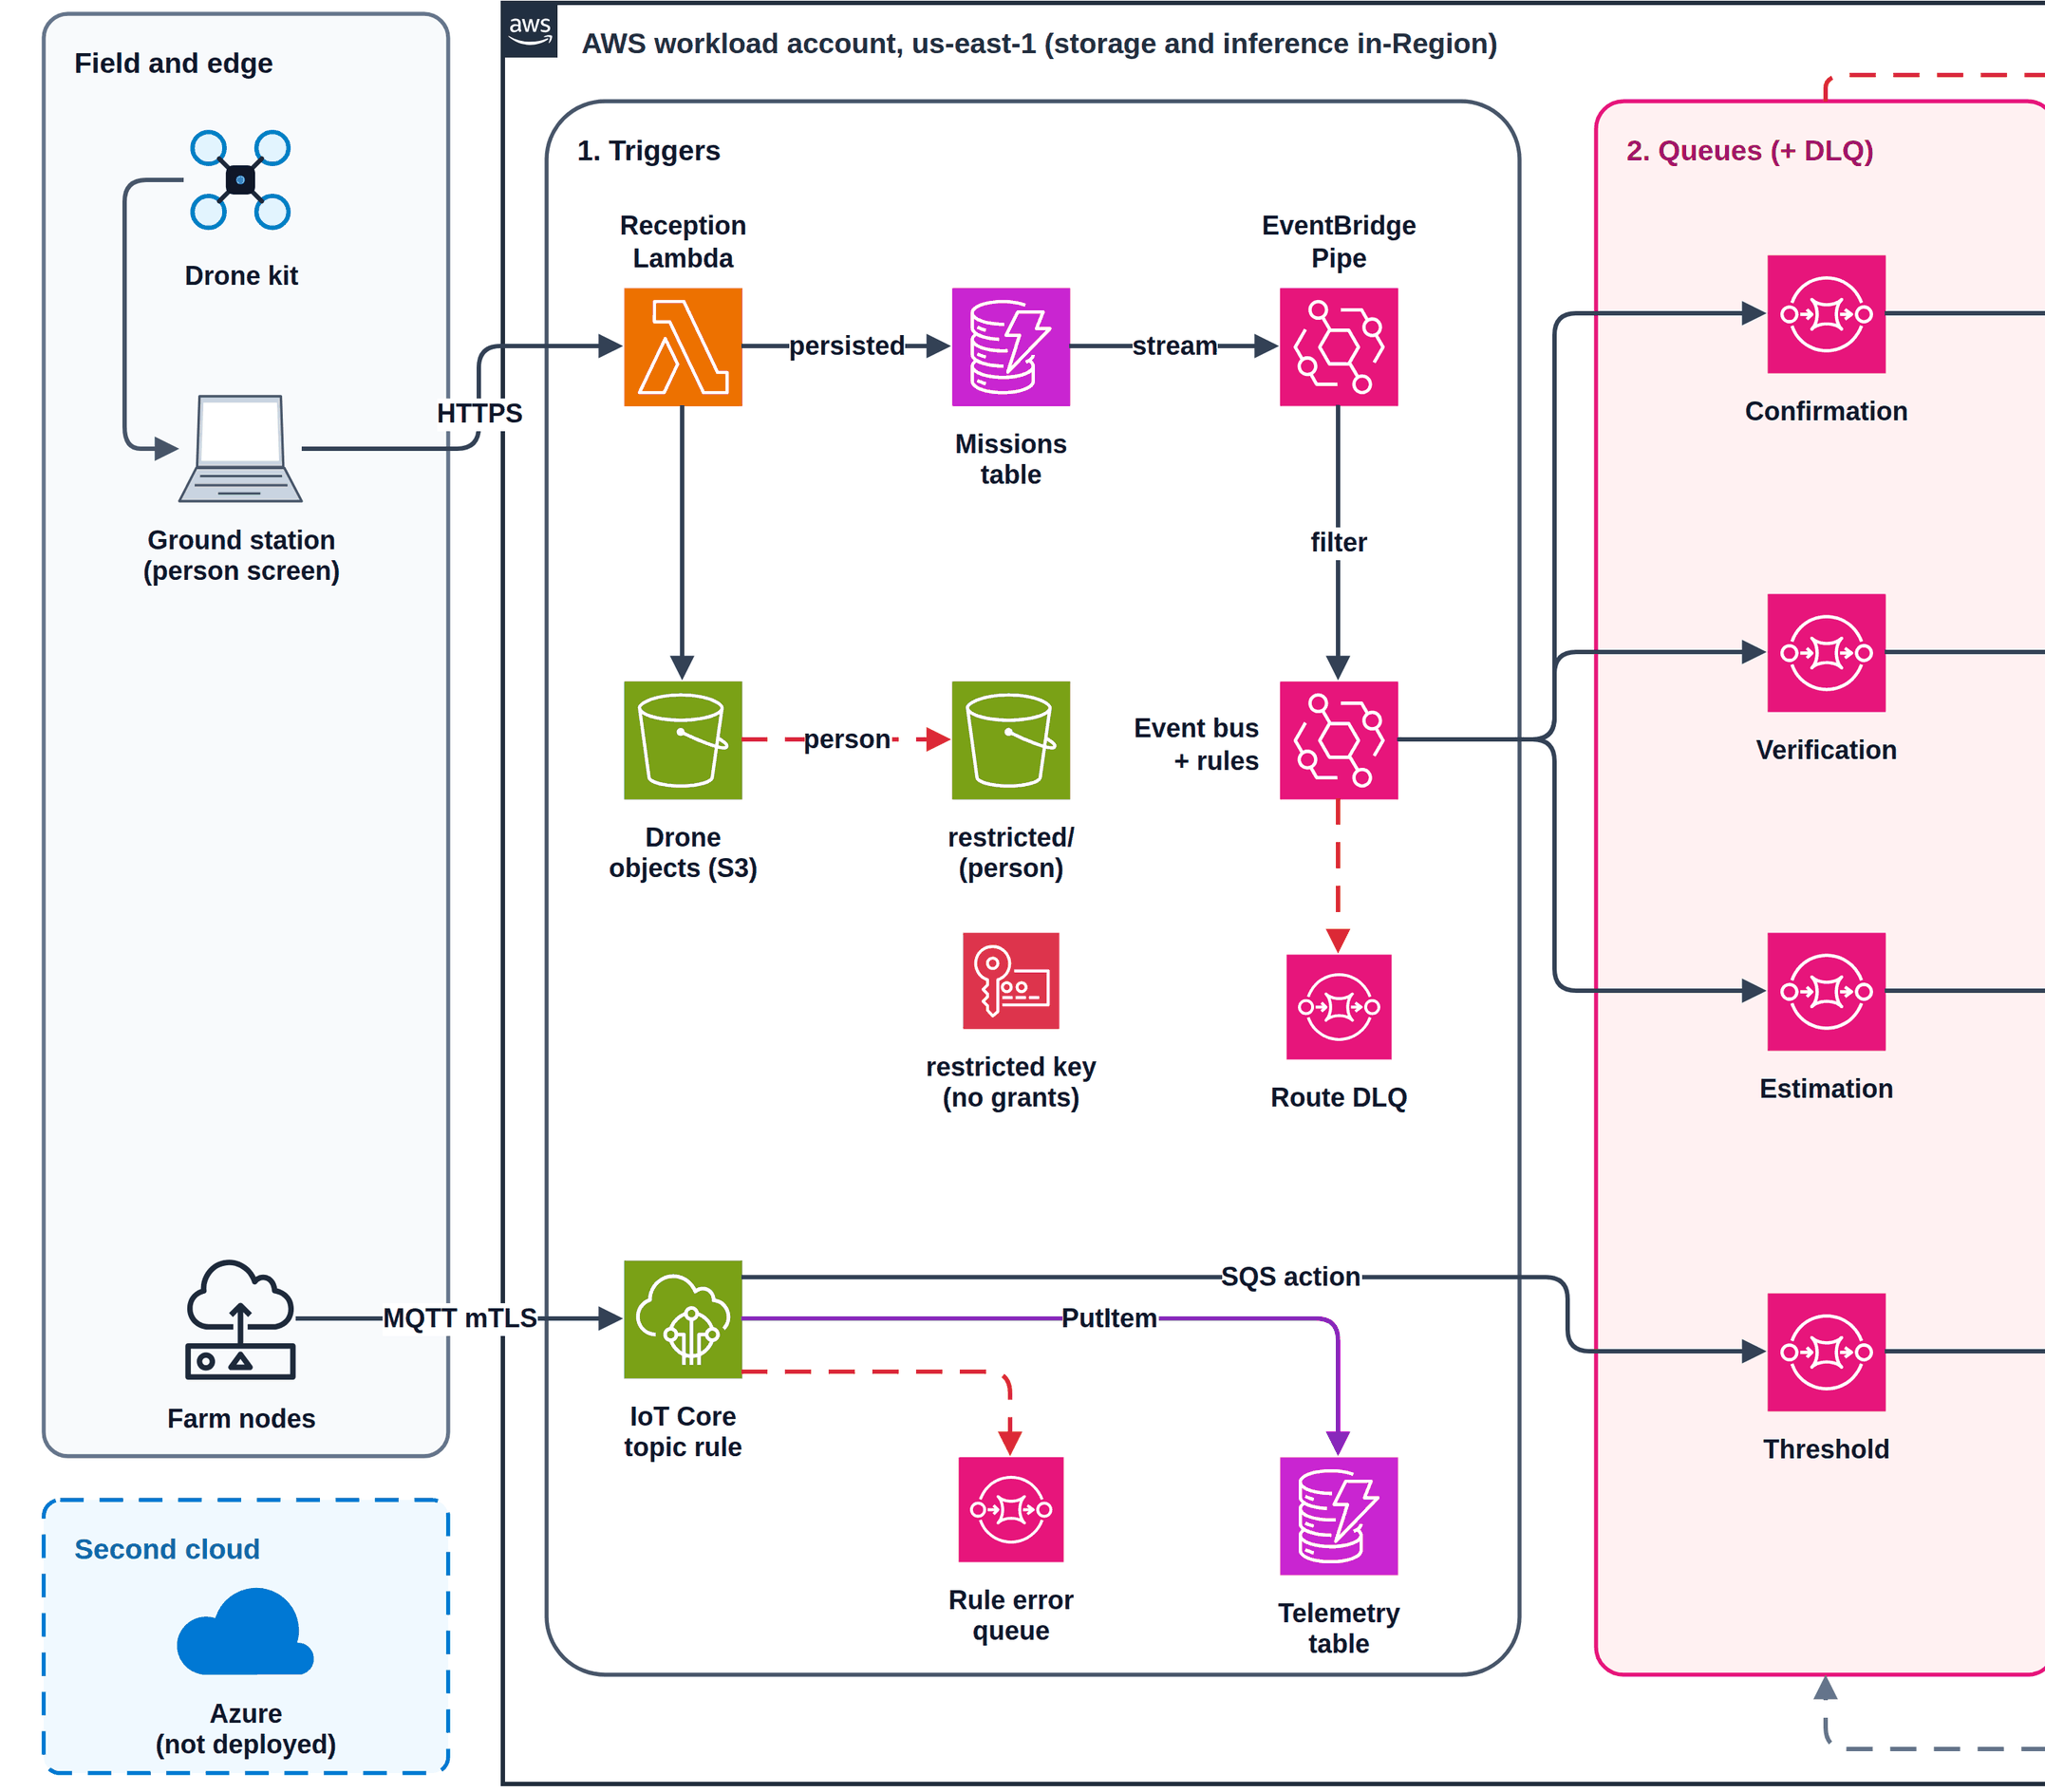 Field and edge
Drone kit
Ground station
(person screen)
Farm nodes
Second cloud
Azure
(not deployed)
HTTPS
MQTT mTLS
aws
AWS workload account, us-east-1 (storage and inference in-Region)
1. Triggers
Reception
Lambda
persisted
Missions
table
stream
EventBridge
Pipe
filter
Drone
objects (S3)
person
restricted/
(person)
restricted key
(no grants)
Event bus
+ rules
Route DLQ
IoT Core
topic rule
SQS action
PutItem
Rule error
queue
Telemetry
table
2. Queues (+ DLQ)
Confirmation
Verification
Estimation
Threshold